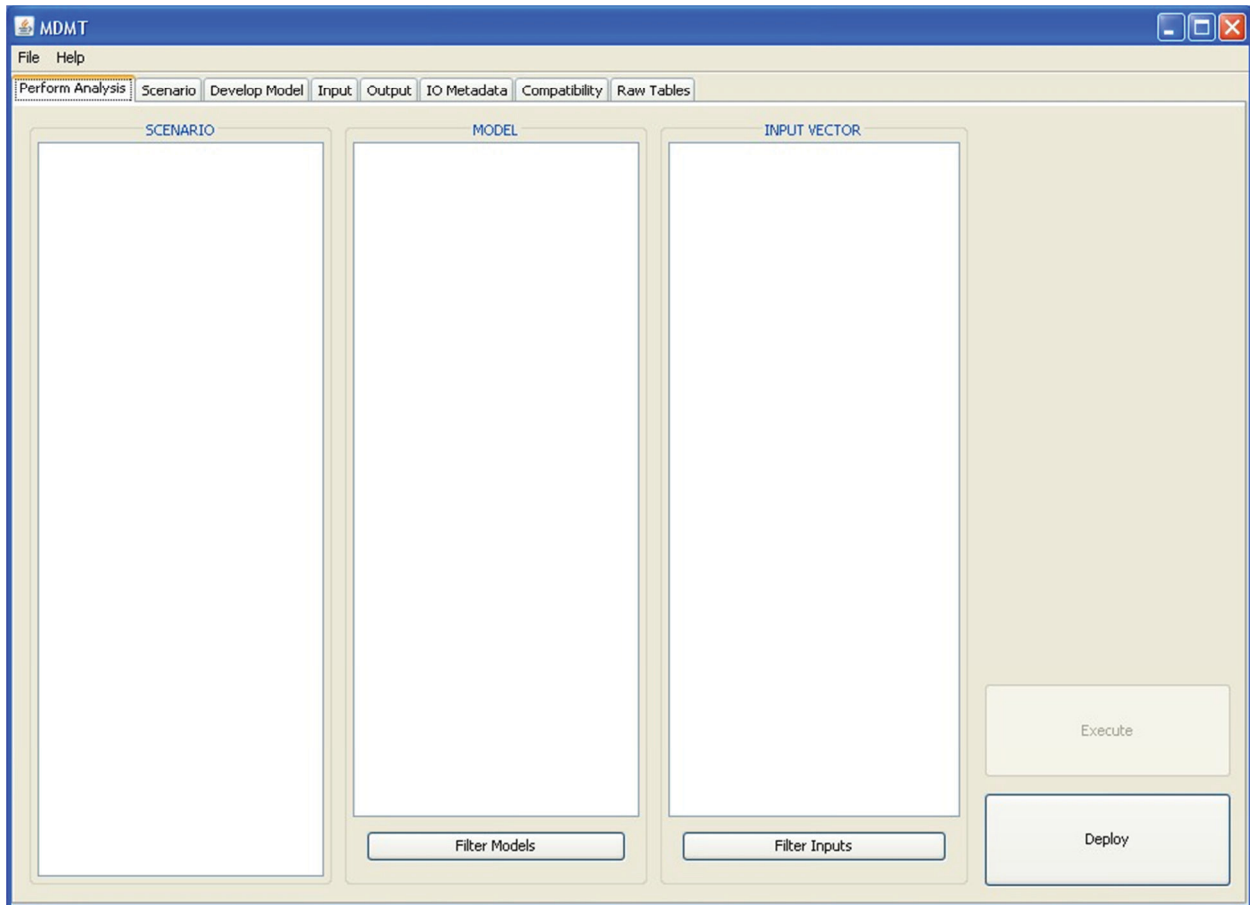 MDMT
File Help
Perform Analysis Scenario Develop Model Input Output IO Metadata Compatibility Raw Tables
SCENARIO MODEL INPUT VECTOR
Execute
Filter Models Filter Inputs Deploy